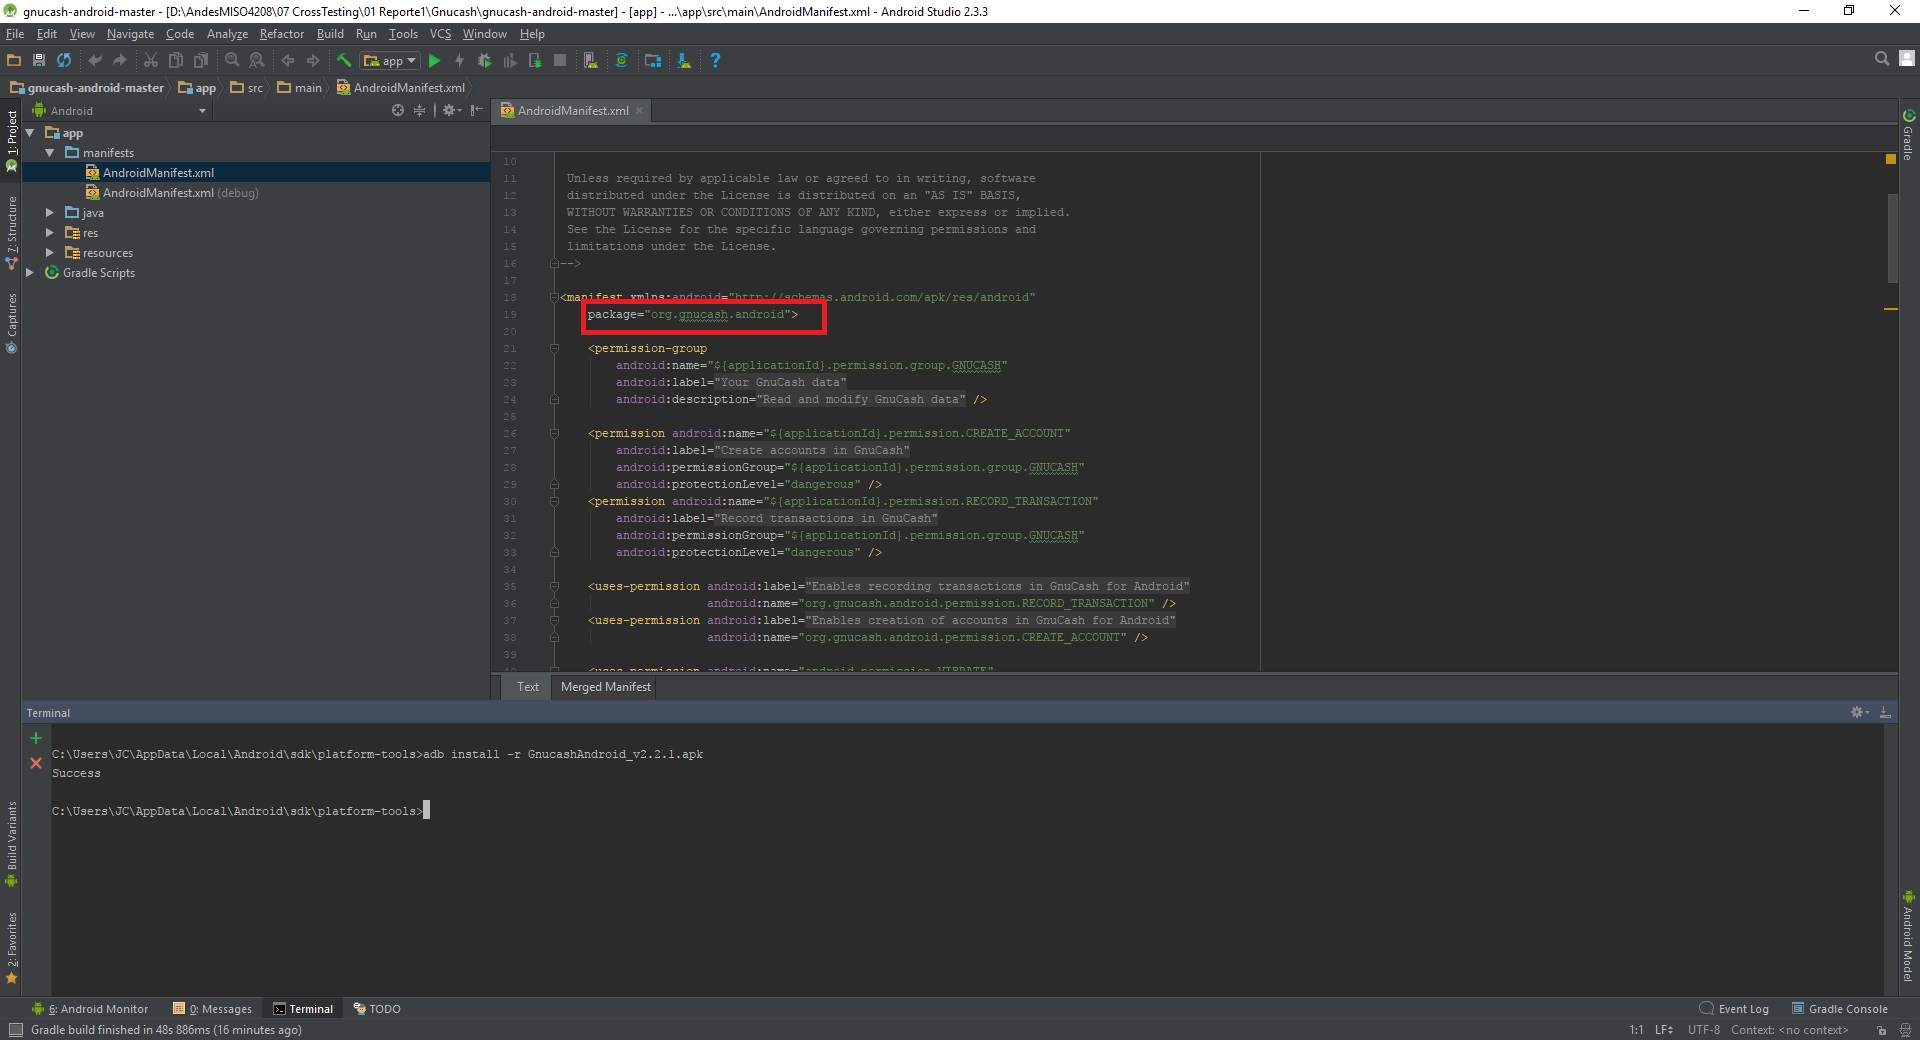 gnucash-android-master - [D:\AndesMISO4208\07 CrossTesting\01 Reporte1\Gnucash\gnucash-android-master] - [app] - ...\app\src\main\AndroidManifest.xml - Android Studio 2.3.3
File Edit View Navigate Code Analyze Refactor Build Run Tools VCS Window Help
app
gnucash-android-master app src main AndroidManifest.xml
Android
AndroidManifest.xml
1: Project
7: Structure
Captures
Build Variants
2: Favorites
app
manifests
AndroidManifest.xml
AndroidManifest.xml (debug)
java
res
resources
Gradle Scripts
10
11 Unless required by applicable law or agreed to in writing, software
12 distributed under the License is distributed on an "AS IS" BASIS,
13 WITHOUT WARRANTIES OR CONDITIONS OF ANY KIND, either express or implied.
14 See the License for the specific language governing permissions and
15 limitations under the License.
16 -->
17
18 <manifest xmlns:android="http://schemas.android.com/apk/res/android"
19 package="org.gnucash.android">
20
21 <permission-group
22 android:name="${applicationId}.permission.group.GNUCASH"
23 android:label="Your GnuCash data"
24 android:description="Read and modify GnuCash data" />
25
26 <permission android:name="${applicationId}.permission.CREATE_ACCOUNT"
27 android:label="Create accounts in GnuCash"
28 android:permissionGroup="${applicationId}.permission.group.GNUCASH"
29 android:protectionLevel="dangerous" />
30 <permission android:name="${applicationId}.permission.RECORD_TRANSACTION"
31 android:label="Record transactions in GnuCash"
32 android:permissionGroup="${applicationId}.permission.group.GNUCASH"
33 android:protectionLevel="dangerous" />
34
35 <uses-permission android:label="Enables recording transactions in GnuCash for Android"
36 android:name="org.gnucash.android.permission.RECORD_TRANSACTION" />
37 <uses-permission android:label="Enables creation of accounts in GnuCash for Android"
38 android:name="org.gnucash.android.permission.CREATE_ACCOUNT" />
39
40 <uses-permission android:name="android.permission.VIBRATE"
Text Merged Manifest
Gradle
Android Model
Terminal
C:\Users\JC\AppData\Local\Android\sdk\platform-tools>adb install -r GnucashAndroid_v2.2.1.apk
Success
C:\Users\JC\AppData\Local\Android\sdk\platform-tools>
6: Android Monitor 0: Messages Terminal TODO Event Log Gradle Console
Gradle build finished in 48s 886ms (16 minutes ago) 1:1 LF UTF-8 Context: <no context>